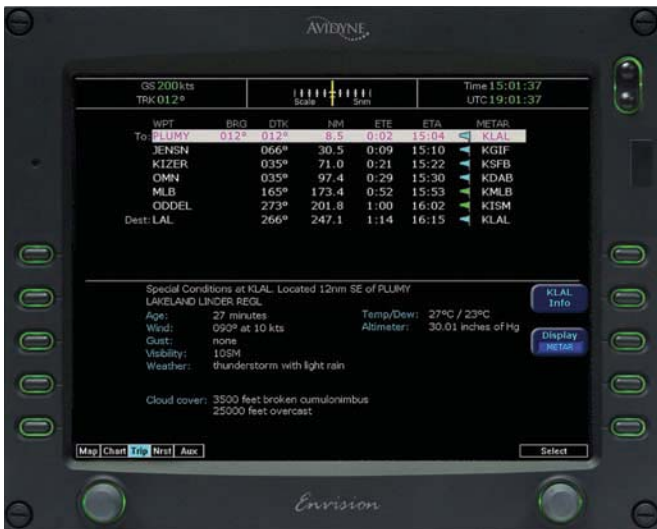 AVIDYNE
GS 200kts
TRK 012°
Scale 5nm
Time 15:01:37
UTC 19:01:37
WPT BRG DTK NM ETE ETA METAR
To: PLUMY 012° 012° 8.5 0:02 15:04 KLAL
JENSN 066° 30.5 0:09 15:10 KGIF
KIZER 035° 71.0 0:21 15:22 KSFB
OMN 035° 97.4 0:29 15:30 KDAB
MLB 165° 173.4 0:52 15:53 KMLB
ODDEL 273° 201.8 1:00 16:02 KISM
Dest: LAL 266° 247.1 1:14 16:15 KLAL
Special Conditions at KLAL. Located 12nm SE of PLUMY
LAKELAND LINDER REGL
Age: 27 minutes
Wind: 090° at 10 kts
Gust: none
Visibility: 10SM
Weather: thunderstorm with light rain
Temp/Dew: 27°C / 23°C
Altimeter: 30.01 inches of Hg
Cloud cover: 3500 feet broken cumulonimbus
25000 feet overcast
KLAL
Info
Display
METAR
Map Chart Trip Nrst Aux
Select
Envision